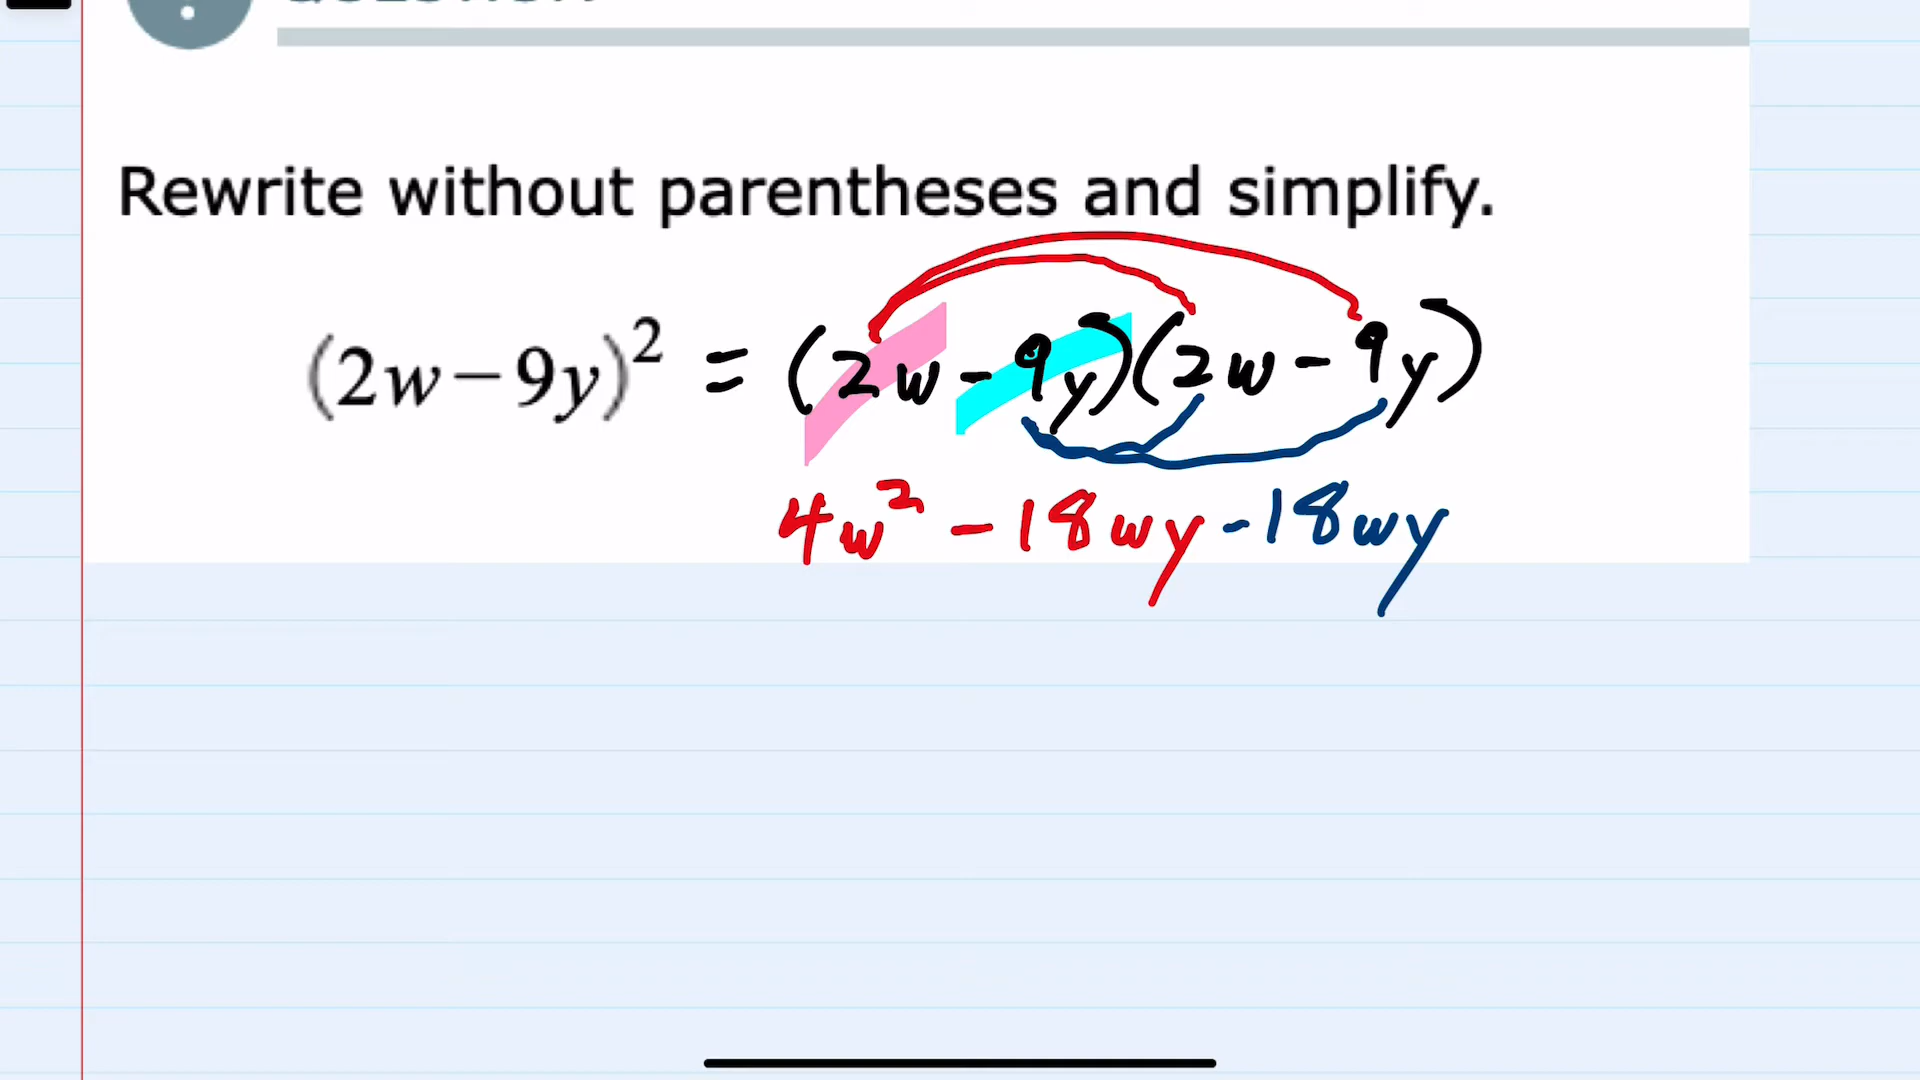 Rewrite without parentheses and simplify.
(2w−9y)² = (2w-9y)(2w-9y)
4w² - 18wy - 18wy